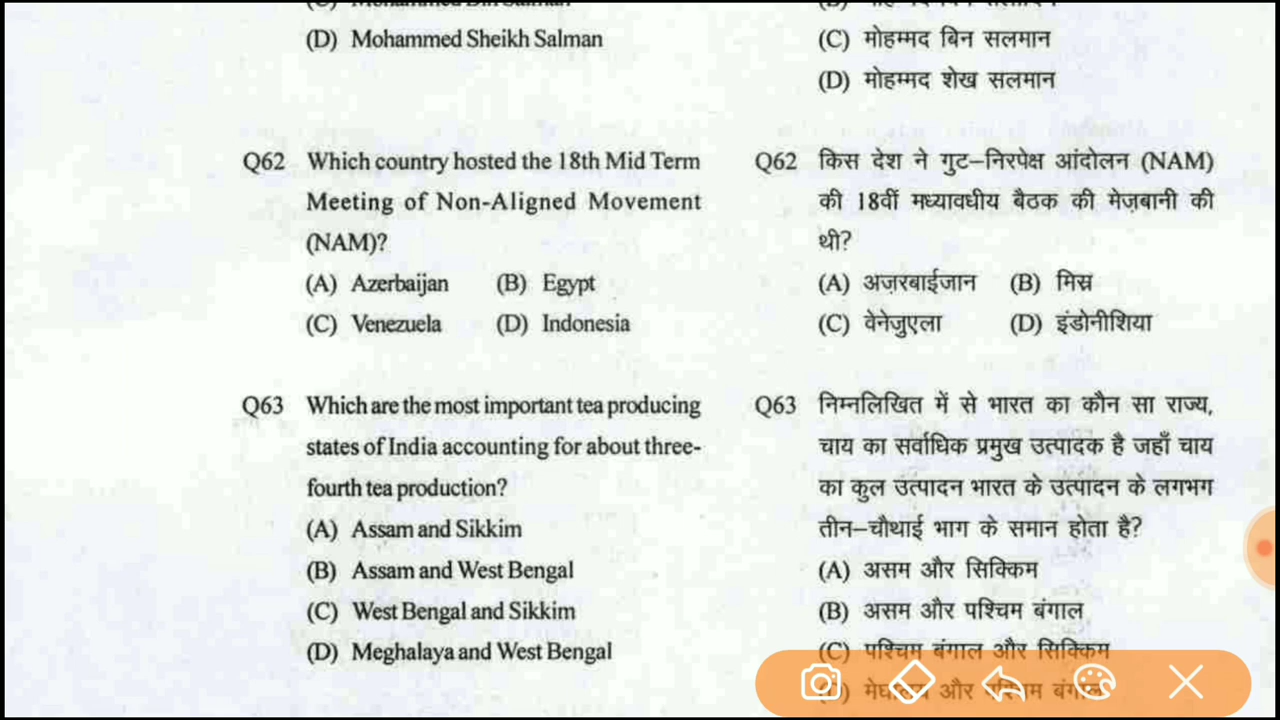 (D) Mohammed Sheikh Salman
Q62 Which country hosted the 18th Mid Term
Meeting of Non-Aligned Movement
(NAM)?
(A) Azerbaijan (B) Egypt
(C) Venezuela (D) Indonesia
Q63 Which are the most important tea producing
states of India accounting for about three-
fourth tea production?
(A) Assam and Sikkim
(B) Assam and West Bengal
(C) West Bengal and Sikkim
(D) Meghalaya and West Bengal
(C) मोहम्मद बिन सलमान
(D) मोहम्मद शेख सलमान
Q62 किस देश ने गुट–निरपेक्ष आंदोलन (NAM)
की 18वीं मध्यावधीय बैठक की मेज़बानी की
थी?
(A) अज़रबाईजान (B) मिस्र
(C) वेनेजुएला (D) इंडोनीशिया
Q63 निम्नलिखित में से भारत का कौन सा राज्य,
चाय का सर्वाधिक प्रमुख उत्पादक है जहाँ चाय
का कुल उत्पादन भारत के उत्पादन के लगभग
तीन–चौथाई भाग के समान होता है?
(A) असम और सिक्किम
(B) असम और पश्चिम बंगाल
(C) पश्चिम बंगाल और सिक्किम
और बंगाल